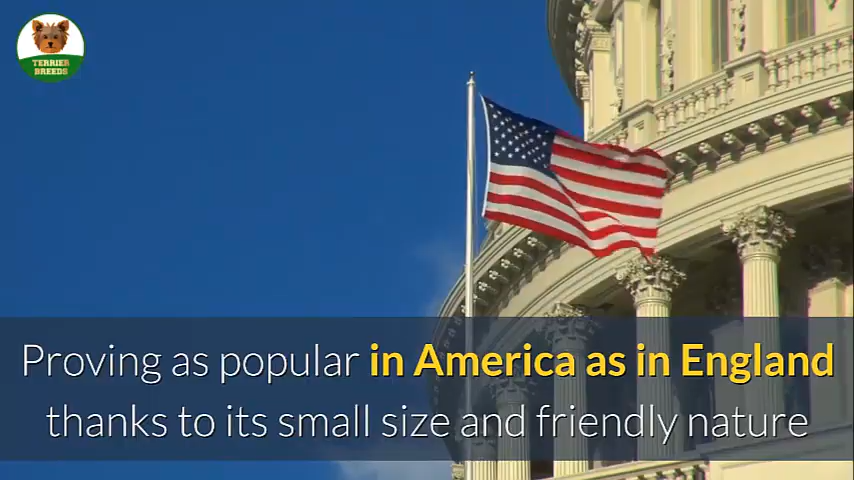 TERRIER
BREEDS
Proving as popular in America as in England
thanks to its small size and friendly nature